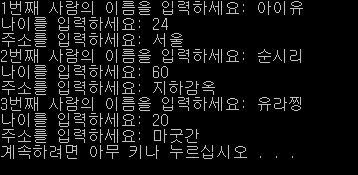 1번째 사람의 이름을 입력하세요: 아이유
나이를 입력하세요: 24
주소를 입력하세요: 서울
2번째 사람의 이름을 입력하세요: 순시리
나이를 입력하세요: 60
주소를 입력하세요: 지하감옥
3번째 사람의 이름을 입력하세요: 유라찡
나이를 입력하세요: 20
주소를 입력하세요: 마굿간
계속하려면 아무 키나 누르십시오 . . .